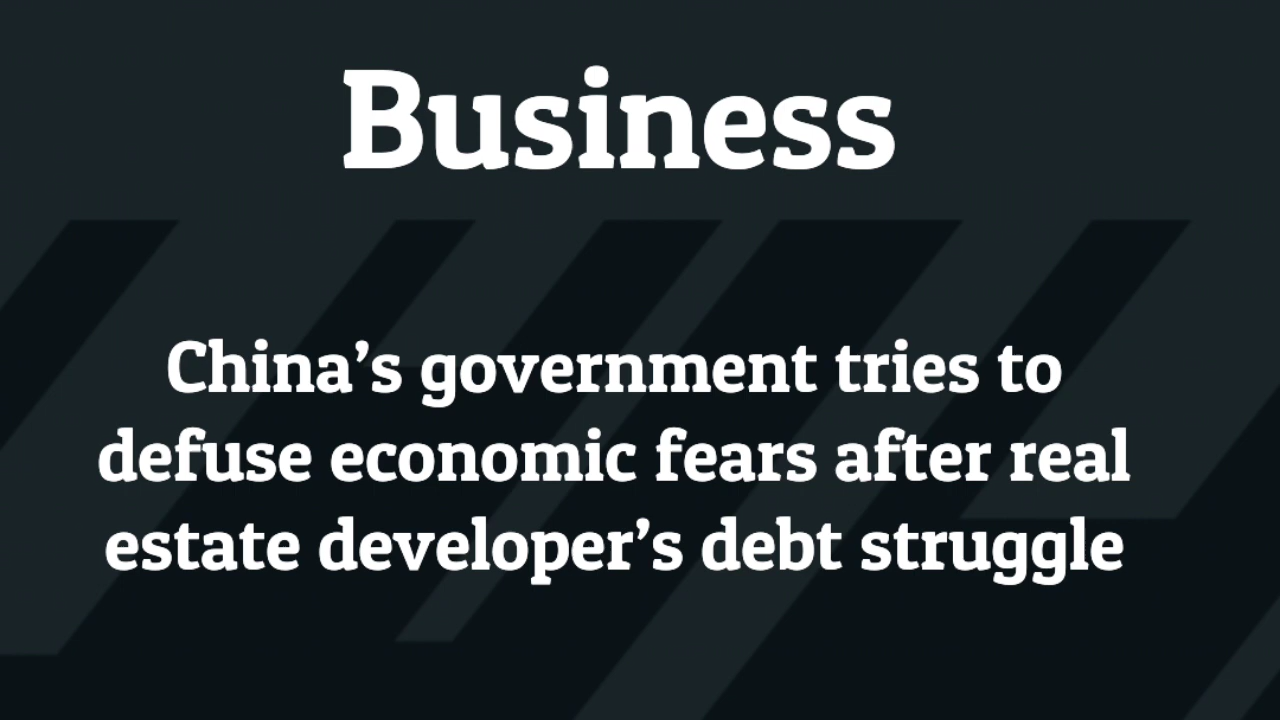 Business
China’s government tries to
defuse economic fears after real
estate developer’s debt struggle